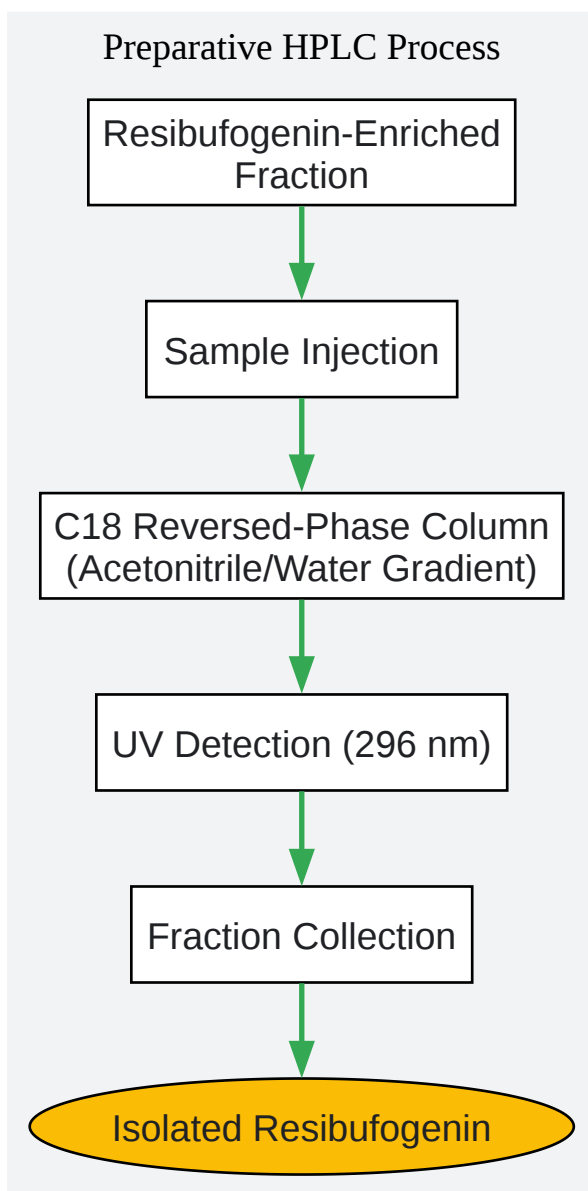 Preparative HPLC Process
Resibufogenin-Enriched
Fraction
Sample Injection
C18 Reversed-Phase Column
(Acetonitrile/Water Gradient)
UV Detection (296 nm)
Fraction Collection
Isolated Resibufogenin